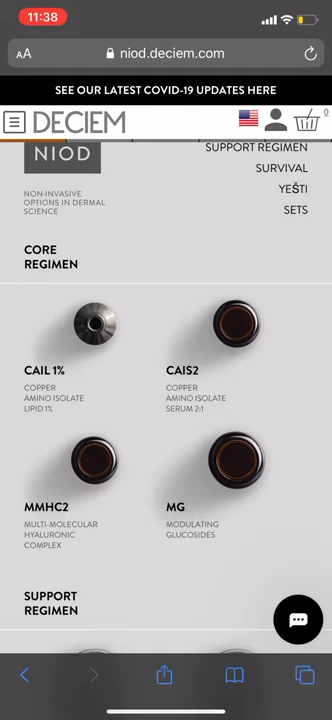 11:38
AA
niod.deciem.com
SEE OUR LATEST COVID-19 UPDATES HERE
DECIEM
0
NIOD
SUPPORT REGIMEN
SURVIVAL
YEŠTI
SETS
NON-INVASIVE
OPTIONS IN DERMAL
SCIENCE
CORE
REGIMEN
CAIL 1%
COPPER
AMINO ISOLATE
LIPID 1%
CAIS2
COPPER
AMINO ISOLATE
SERUM 2:1
MMHC2
MULTI-MOLECULAR
HYALURONIC
COMPLEX
MG
MODULATING
GLUCOSIDES
SUPPORT
REGIMEN